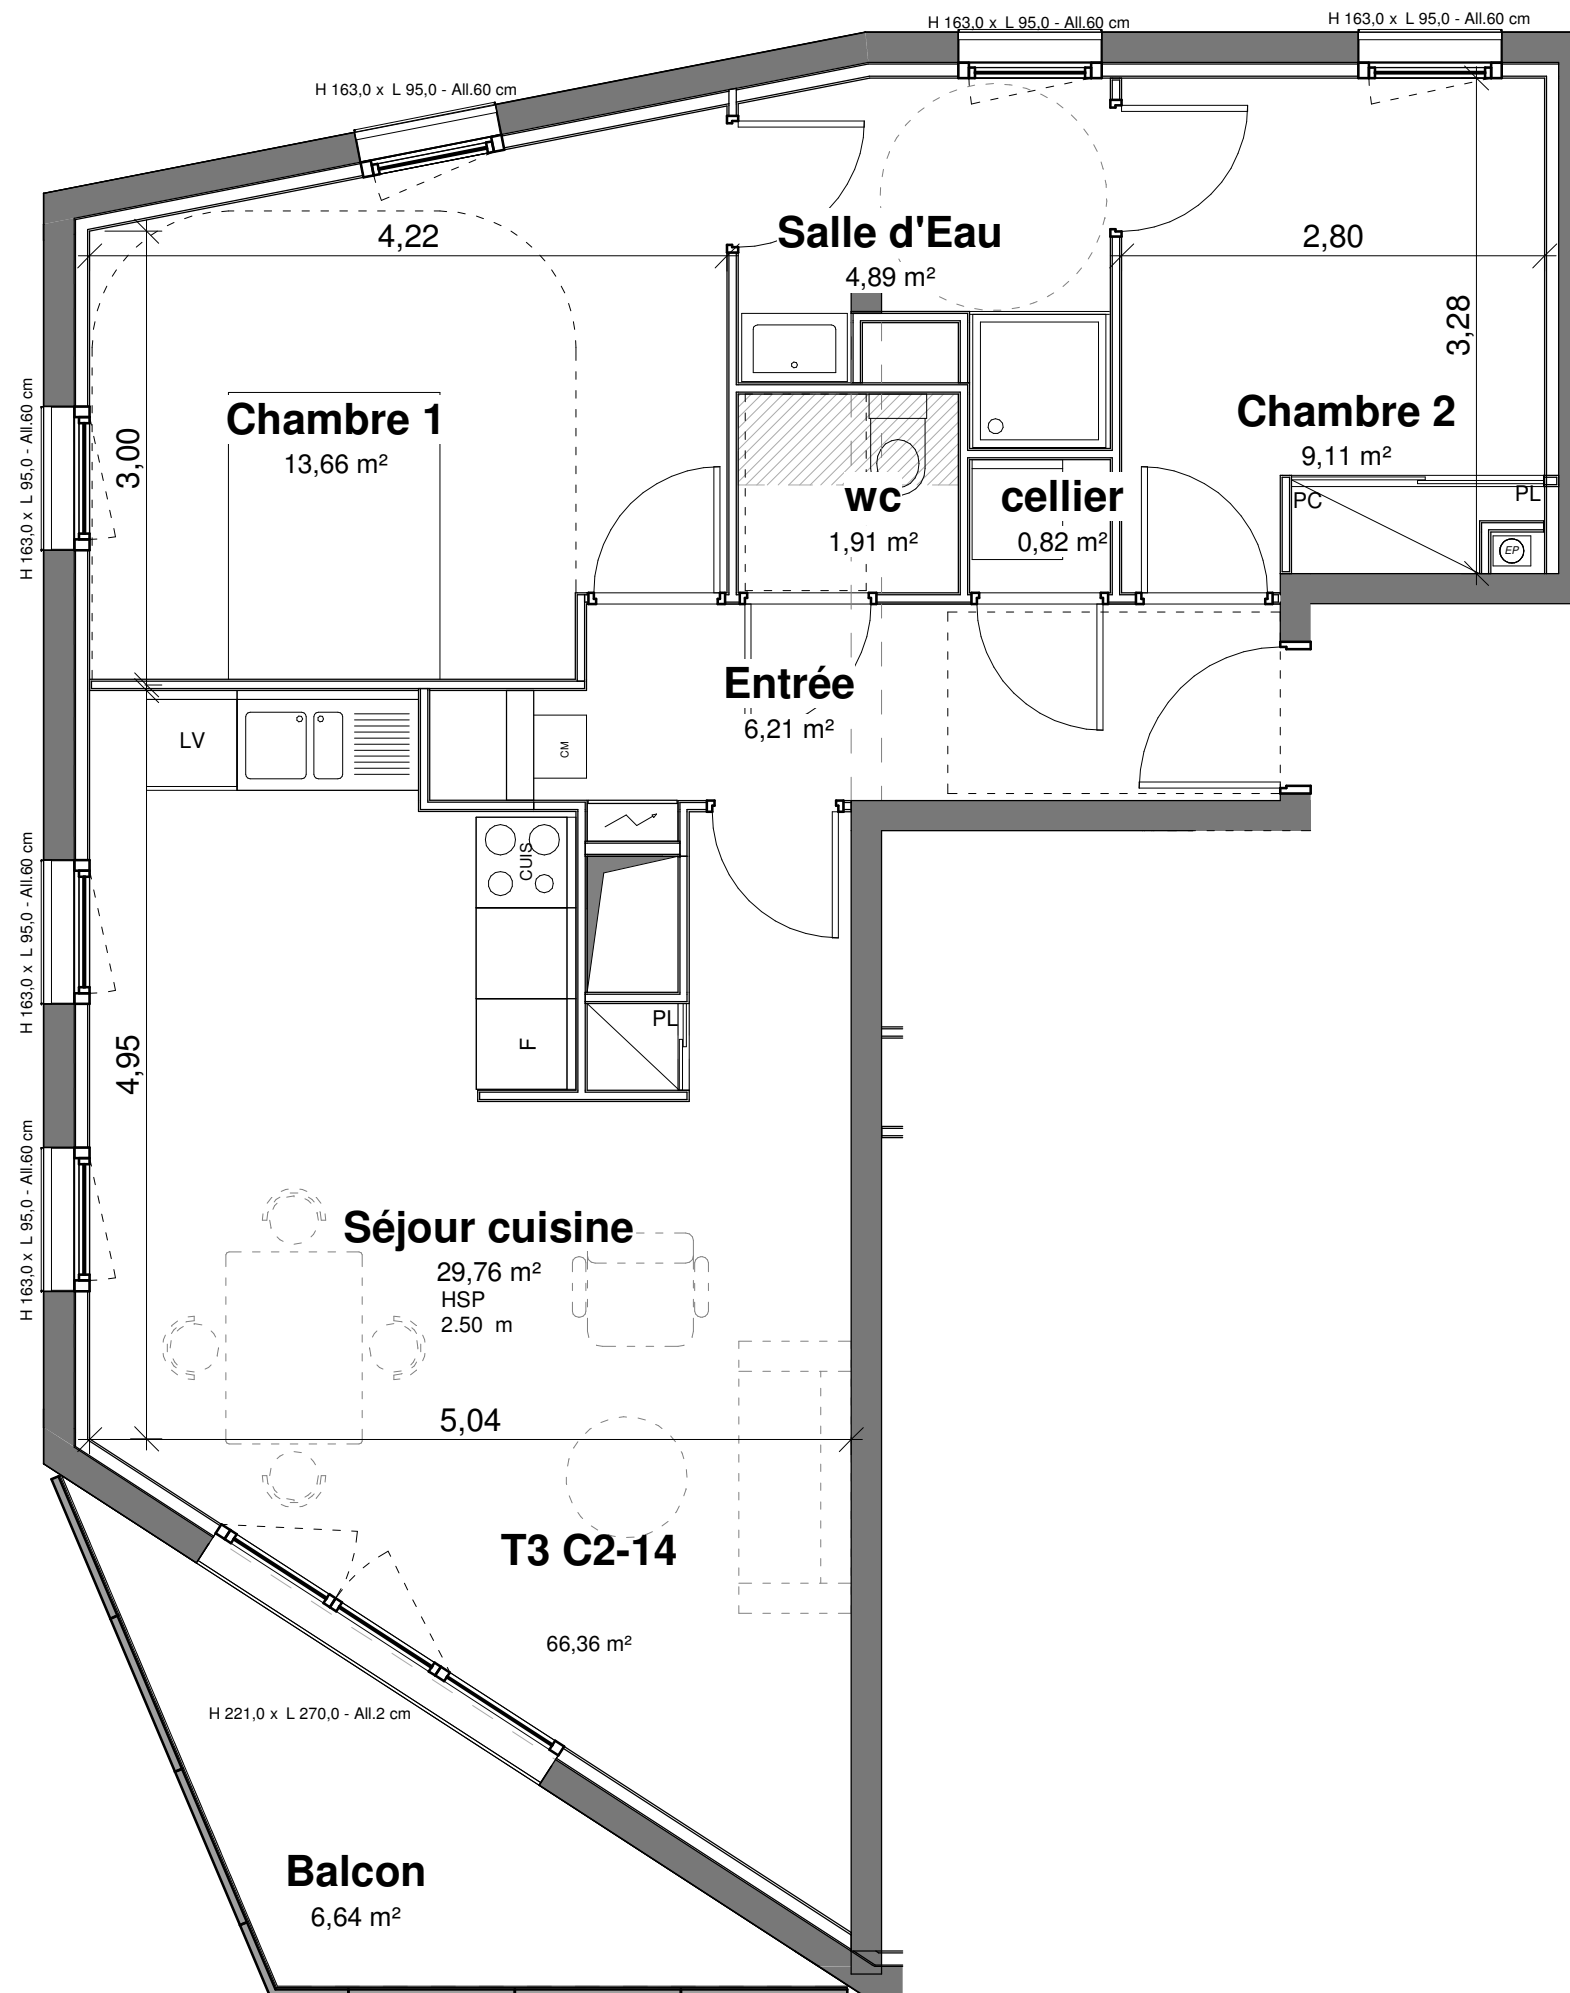 H 163,0 x L 95,0 - All.60 cm
H 163,0 x L 95,0 - All.60 cm
H 163,0 x L 95,0 - All.60 cm
4,22
Salle d'Eau
4,89 m²
2,80
3,28
H 163,0 x L 95,0 - All.60 cm
3,00
Chambre 1
13,66 m²
wc
1,91 m²
cellier
0,82 m²
Chambre 2
9,11 m²
PC
PL
EP
Entrée
6,21 m²
LV
CM
CUIS
F
PL
H 163,0 x L 95,0 - All.60 cm
4,95
H 163,0 x L 95,0 - All.60 cm
Séjour cuisine
29,76 m²
HSP
2.50 m
5,04
T3 C2-14
66,36 m²
H 221,0 x L 270,0 - All.2 cm
Balcon
6,64 m²